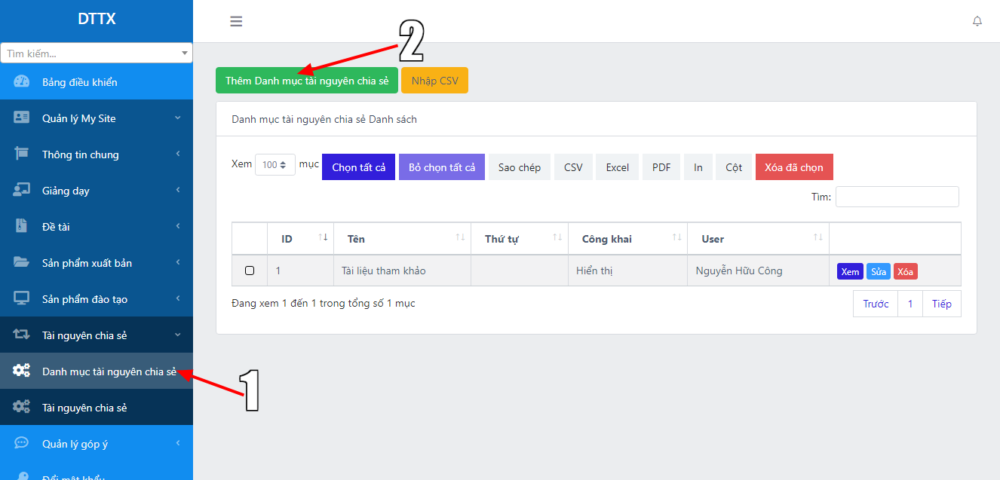 DTTX
Tìm kiếm...
Bảng điều khiển
Quản lý My Site
Thông tin chung
Giảng dạy
Đề tài
Sản phẩm xuất bản
Sản phẩm đào tạo
Tài nguyên chia sẻ
Danh mục tài nguyên chia sẻ
Tài nguyên chia sẻ
Quản lý góp ý
Đổi mật khẩu
1
2
Thêm Danh mục tài nguyên chia sẻ Nhập CSV
Danh mục tài nguyên chia sẻ Danh sách
Xem 100 mục Chọn tất cả Bỏ chọn tất cả Sao chép CSV Excel PDF In Cột Xóa đã chọn
Tìm:
ID Tên Thứ tự Công khai User
1 Tài liệu tham khảo Hiển thị Nguyễn Hữu Công Xem Sửa Xóa
Đang xem 1 đến 1 trong tổng số 1 mục
Trước 1 Tiếp